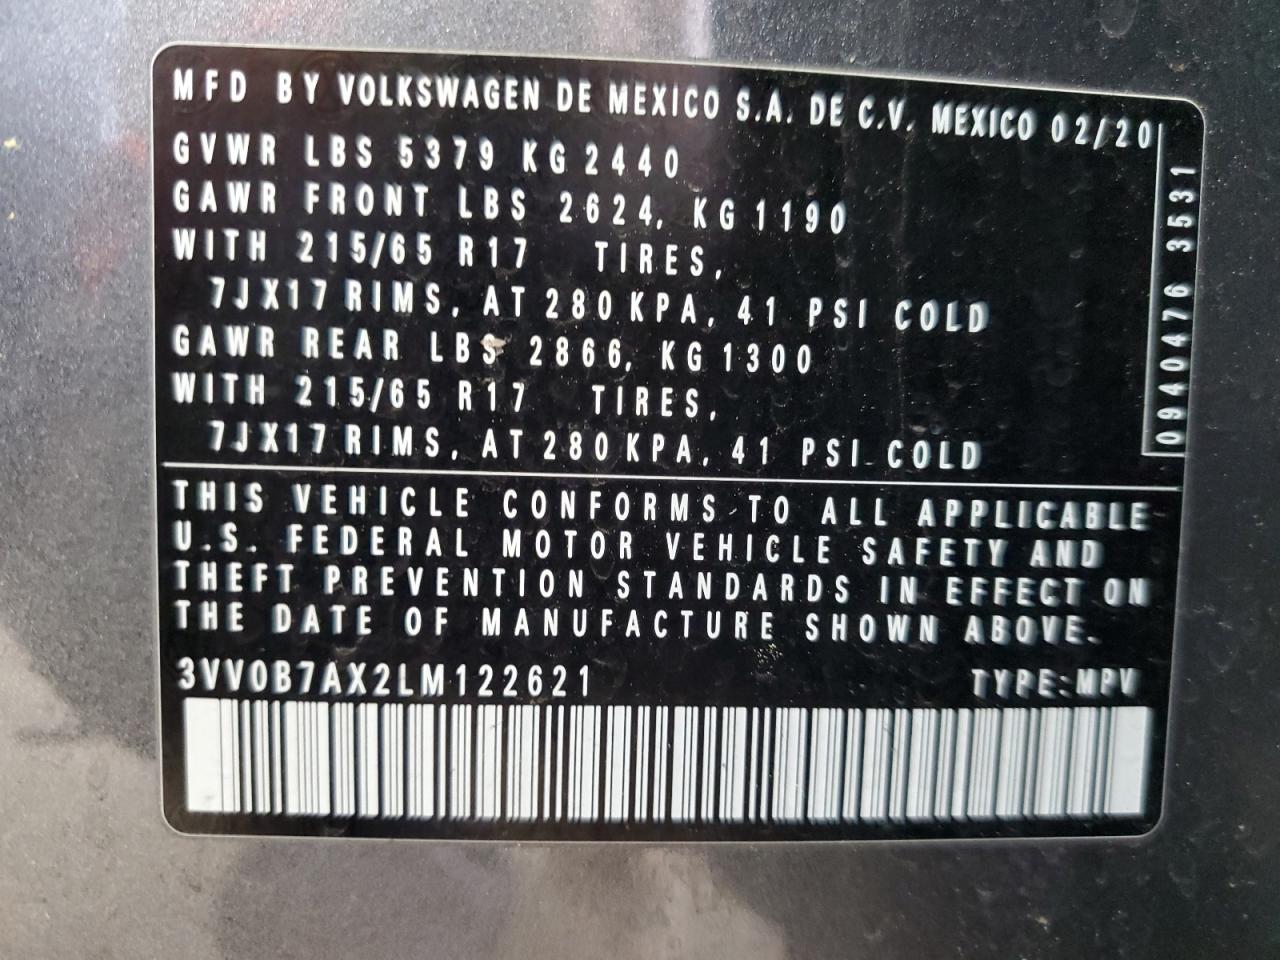 MFD BY VOLKSWAGEN DE MEXICO S.A. DE C.V. MEXICO 02/20
GVWR LBS 5379 KG 2440
GAWR FRONT LBS 2624, KG 1190
WITH 215/65 R17 TIRES,
7JX17 RIMS, AT 280 KPA, 41 PSI COLD
GAWR REAR LBS 2866, KG 1300
WITH 215/65 R17 TIRES,
7JX17 RIMS, AT 280 KPA, 41 PSI COLD
0940476 3531
THIS VEHICLE CONFORMS TO ALL APPLICABLE
U.S. FEDERAL MOTOR VEHICLE SAFETY AND
THEFT PREVENTION STANDARDS IN EFFECT ON
THE DATE OF MANUFACTURE SHOWN ABOVE.
3VV0B7AX2LM122621 TYPE:MPV